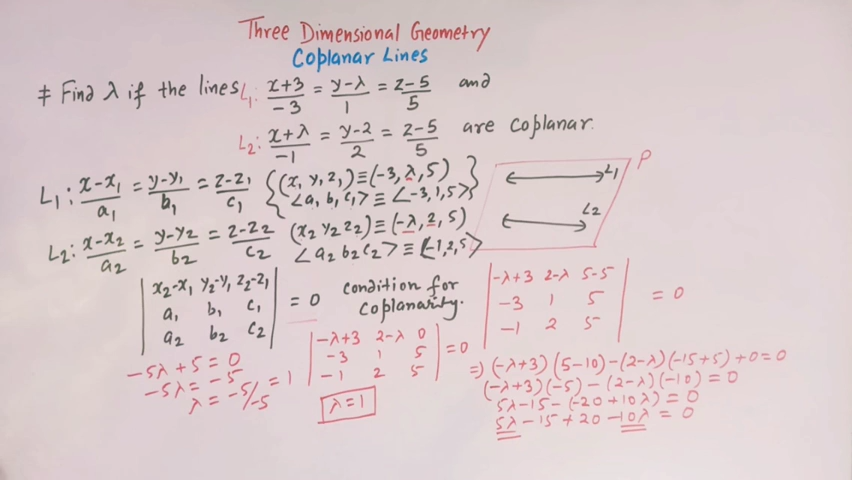 Three Dimensional Geometry
Coplanar Lines
# Find λ if the lines L₁: (x+3)/-3 = (y-λ)/1 = (z-5)/5 and
L₂: (x+λ)/-1 = (y-2)/2 = (z-5)/5 are coplanar.
L₁: (x-x₁)/a₁ = (y-y₁)/b₁ = (z-z₁)/c₁ { (x₁ y₁ z₁) ≡ (-3, λ, 5)
<a₁ b₁ c₁> ≡ <-3, 1, 5> }
L₂: (x-x₂)/a₂ = (y-y₂)/b₂ = (z-z₂)/c₂ (x₂ y₂ z₂) ≡ (-λ, 2, 5)
<a₂ b₂ c₂> ≡ <-1, 2, 5>
P
L₁
L₂
| x₂-x₁ y₂-y₁ z₂-z₁ |
| a₁ b₁ c₁ | = 0 condition for
| a₂ b₂ c₂ | coplanarity.
| -λ+3 2-λ 5-5 |
| -3 1 5 | = 0
| -1 2 5 |
| -λ+3 2-λ 0 |
| -3 1 5 | = 0
| -1 2 5 |
⇒ (-λ+3)(5-10)-(2-λ)(-15+5)+0=0
(-λ+3)(-5)-(2-λ)(-10)=0
5λ-15-(-20+10λ)=0
5λ-15+20-10λ=0
-5λ+5=0
-5λ=-5
λ=-5/-5=1
λ=1